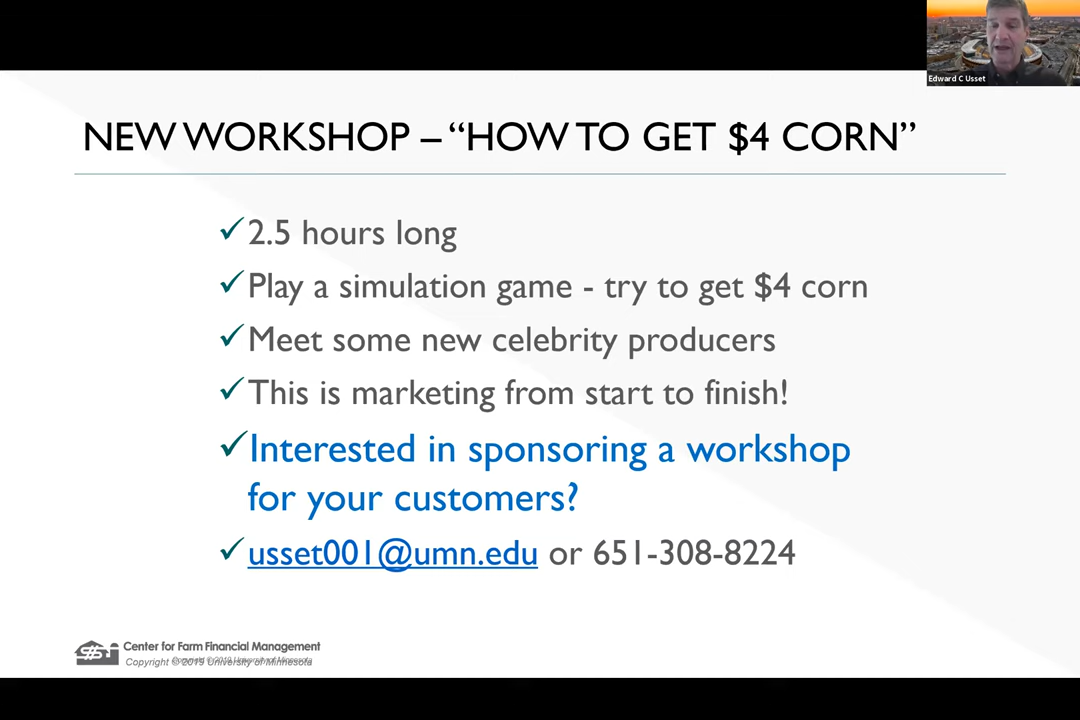 Edward C Usset
NEW WORKSHOP – “HOW TO GET $4 CORN”
✓2.5 hours long
✓Play a simulation game - try to get $4 corn
✓Meet some new celebrity producers
✓This is marketing from start to finish!
✓Interested in sponsoring a workshop
for your customers?
✓usset001@umn.edu or 651-308-8224
Center for Farm Financial Management
Copyright © 2019 University of Minnesota